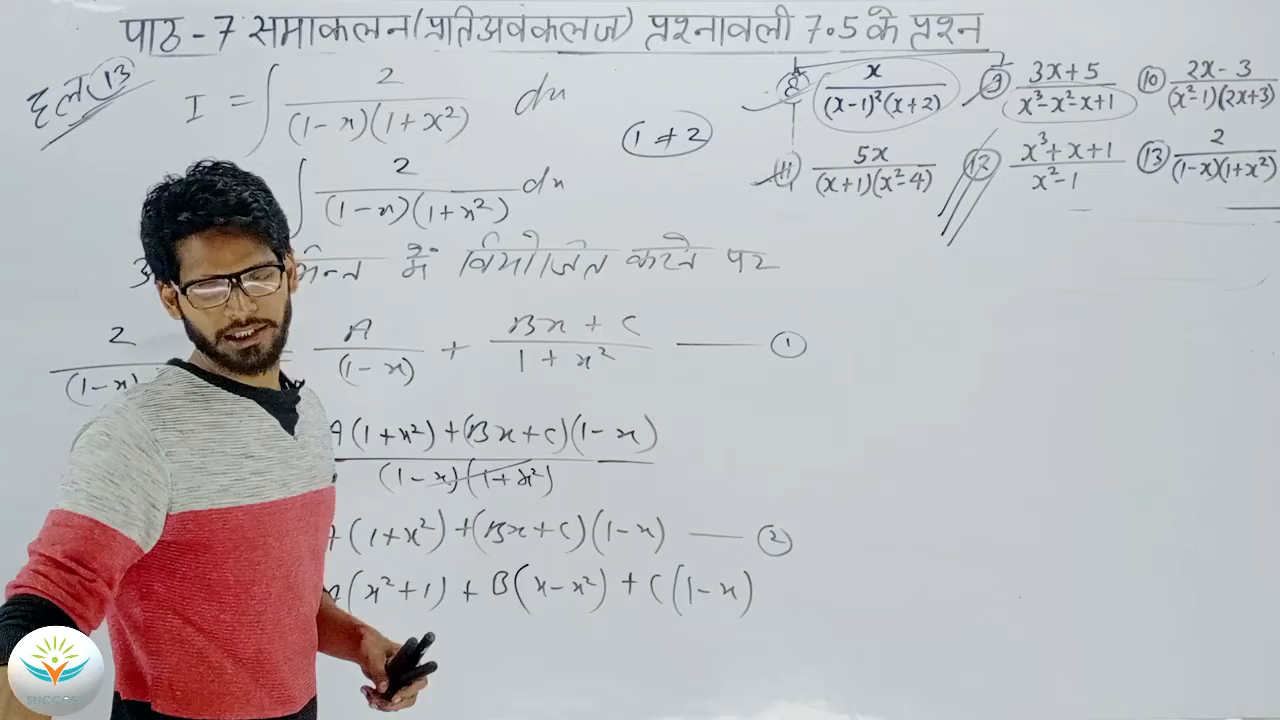 पाठ - 7 समाकलन (प्रतिअवकलज) प्रश्नावली 7.5 के प्रश्न
हल 13
I = ∫ 2/((1-x)(1+x²)) dx
1 ≠ 2
∫ 2/((1-x)(1+x²)) dx
में वियोजित करने पर
2/((1-x) A/(1-x) + (Bx + C)/(1+x²) —— ①
A(1+x²)+(Bx+C)(1-x)/((1-x)(1+x²))
A(1+x²)+(Bx+C)(1-x) —— ②
A(x²+1) + B(x-x²) + C(1-x)
⑧ x/((x-1)²(x+2)) ⑨ (3x+5)/(x³-x²-x+1) ⑩ (2x-3)/((x²-1)(2x+3))
⑪ 5x/((x+1)(x²-4)) ⑫ (x³+x+1)/(x²-1) ⑬ 2/((1-x)(1+x²))